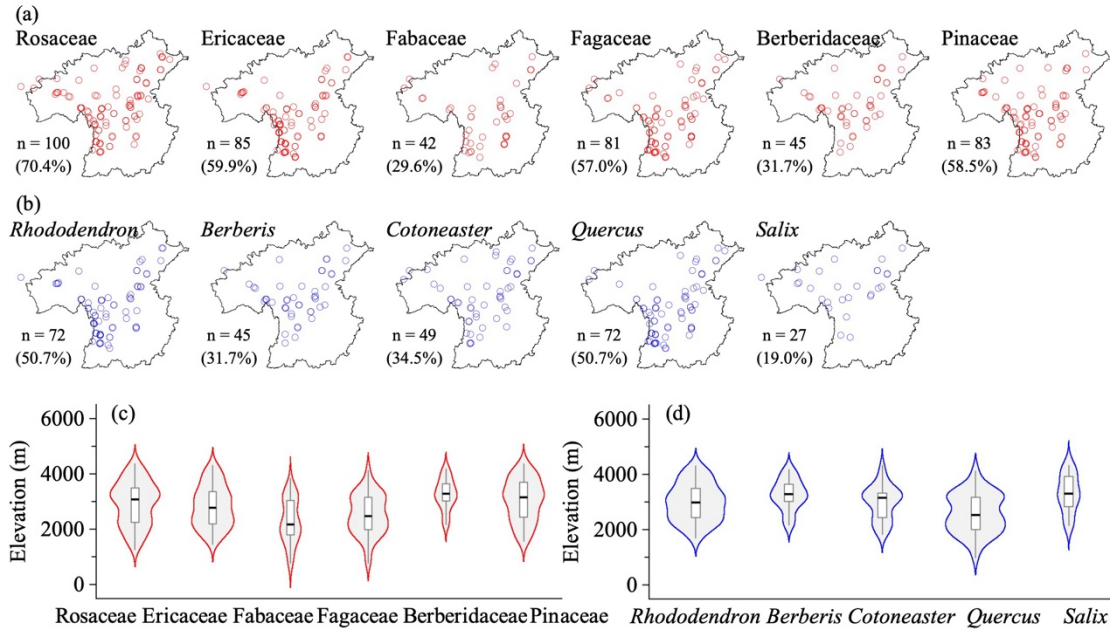 (a)
Rosaceae Ericaceae Fabaceae Fagaceae Berberidaceae Pinaceae
n = 100 n = 85 n = 42 n = 81 n = 45 n = 83
(70.4%) (59.9%) (29.6%) (57.0%) (31.7%) (58.5%)
(b)
Rhododendron Berberis Cotoneaster Quercus Salix
n = 72 n = 45 n = 49 n = 72 n = 27
(50.7%) (31.7%) (34.5%) (50.7%) (19.0%)
(c)
Elevation (m)
6000
4000
2000
0
Rosaceae Ericaceae Fabaceae Fagaceae Berberidaceae Pinaceae
(d)
Elevation (m)
6000
4000
2000
0
Rhododendron Berberis Cotoneaster Quercus Salix